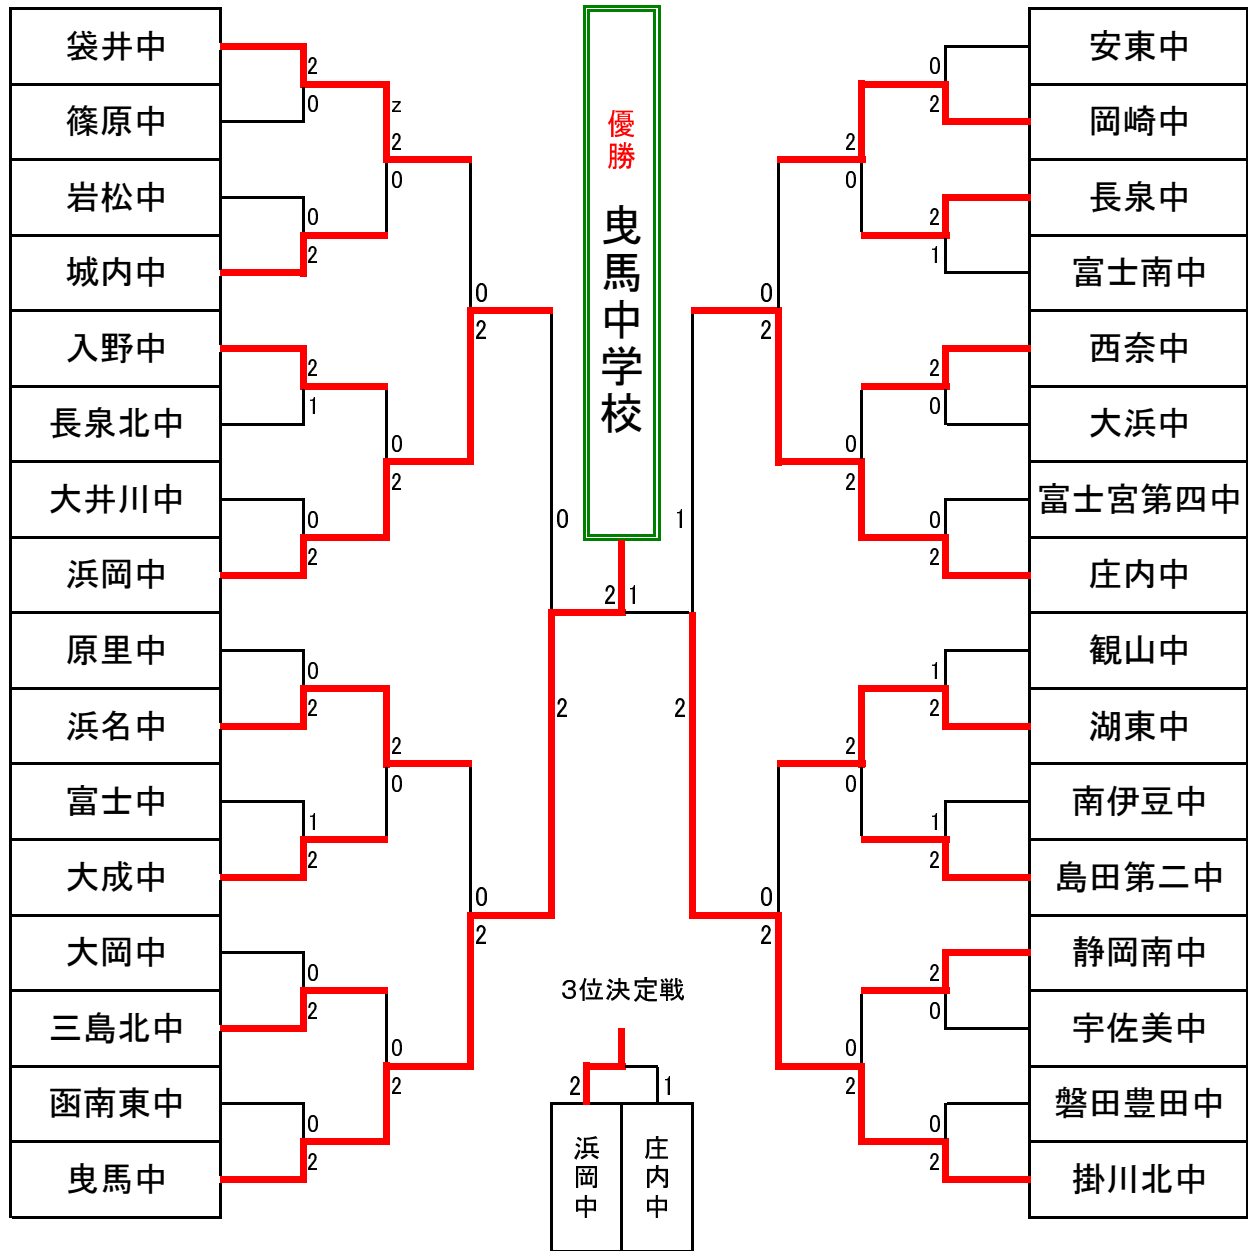 袋井中
篠原中
岩松中
城内中
入野中
長泉北中
大井川中
浜岡中
原里中
浜名中
富士中
大成中
大岡中
三島北中
函南東中
曳馬中
2
0
0
2
2
1
0
2
0
2
1
2
0
2
0
2
z
2
0
0
2
2
0
0
2
0
2
0
2
0
2
優勝
曳馬中学校
2 1
1
2
0
2
0
2
2
0
0
2
2
0
0
2
0
2
2
1
2
0
0
2
1
2
1
2
2
0
0
2
安東中
岡崎中
長泉中
富士南中
西奈中
大浜中
富士宮第四中
庄内中
観山中
湖東中
南伊豆中
島田第二中
静岡南中
宇佐美中
磐田豊田中
掛川北中
3位決定戦
2 1
浜岡中
庄内中